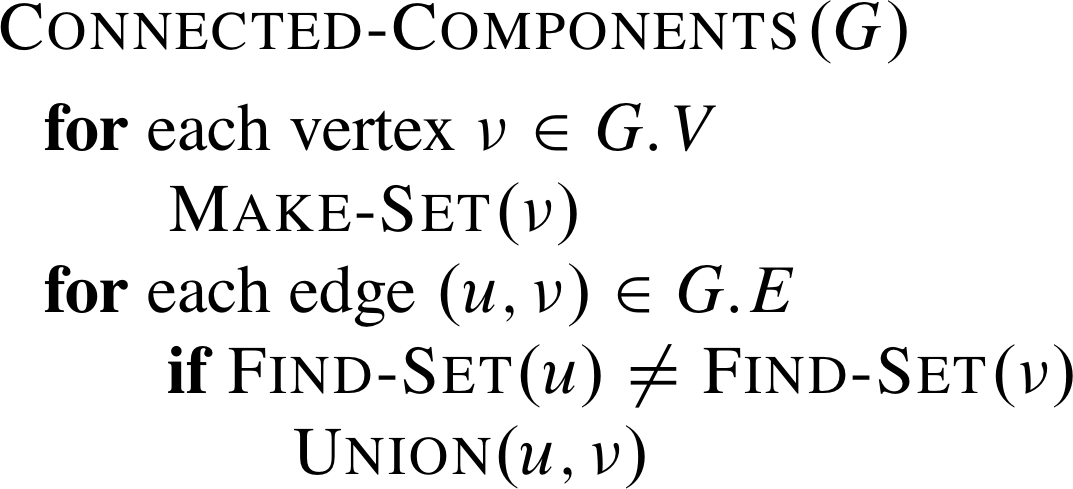 CONNECTED-COMPONENTS(G)
for each vertex v ∈ G.V
MAKE-SET(v)
for each edge (u, v) ∈ G.E
if FIND-SET(u) ≠ FIND-SET(v)
UNION(u, v)